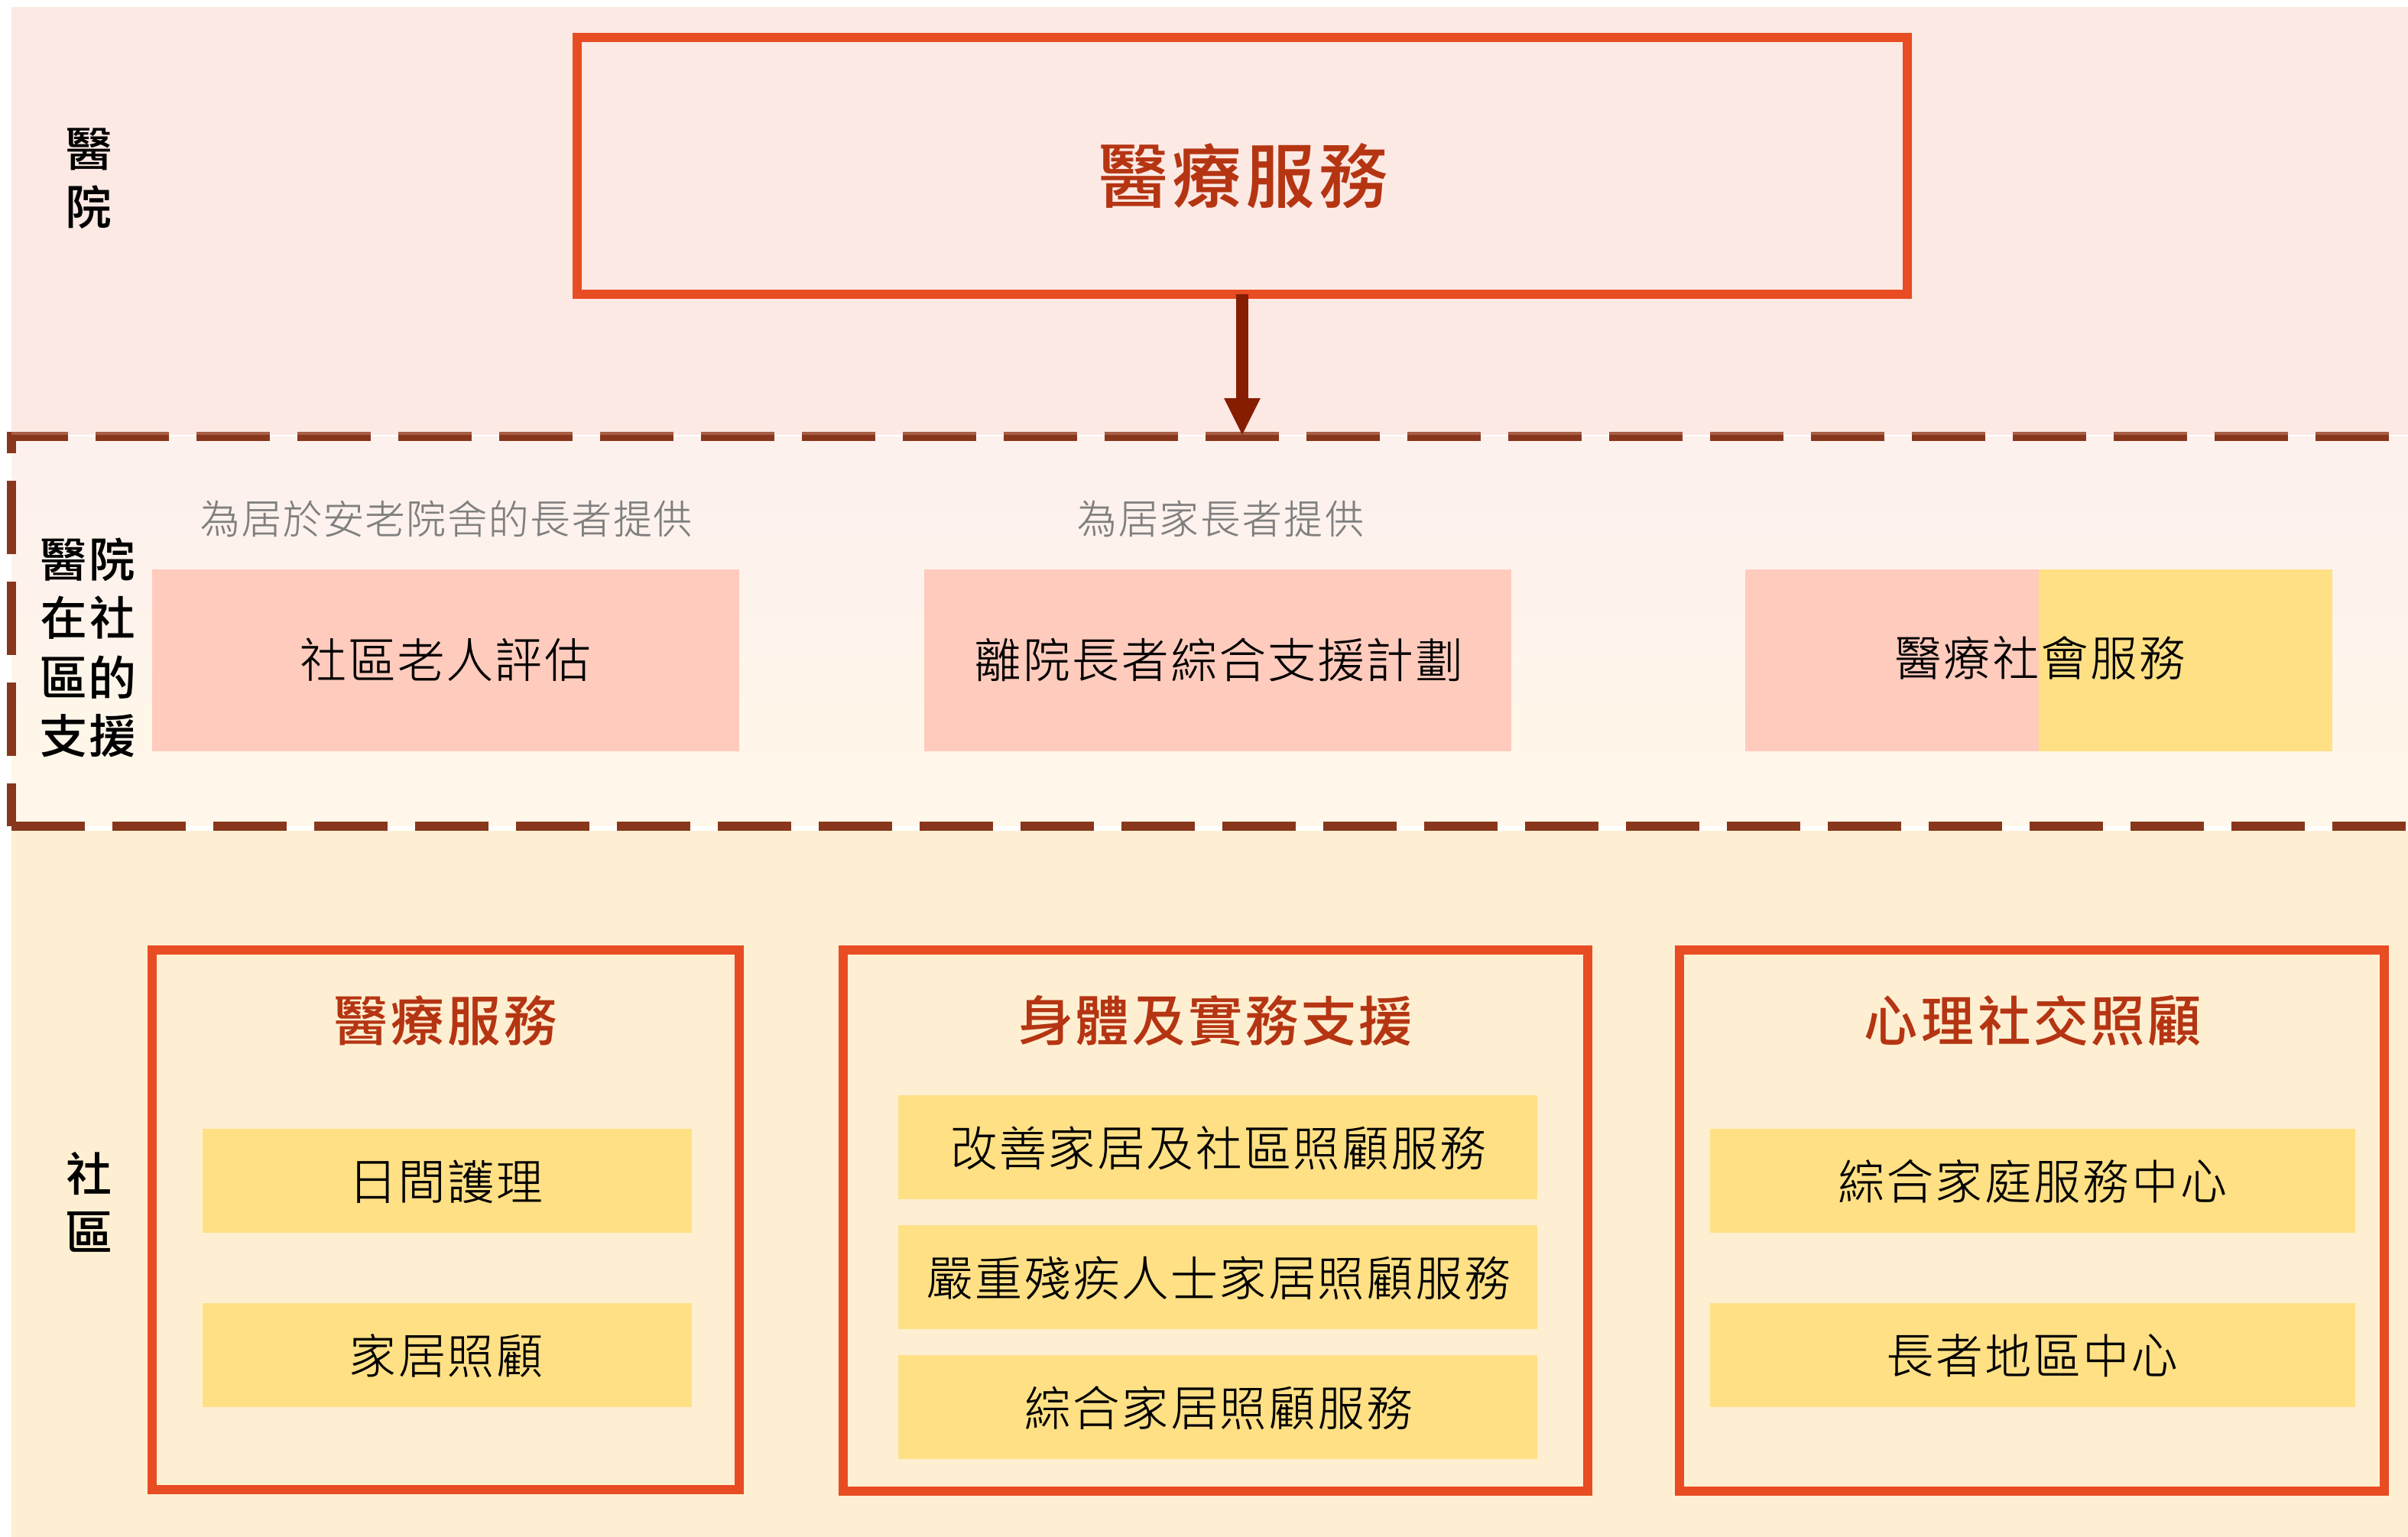 醫
院
醫療服務
醫院
在社
區的
支援
為居於安老院舍的長者提供
社區老人評估
為居家長者提供
離院長者綜合支援計劃
醫療社會服務
社
區
醫療服務
日間護理
家居照顧
身體及實務支援
改善家居及社區照顧服務
嚴重殘疾人士家居照顧服務
綜合家居照顧服務
心理社交照顧
綜合家庭服務中心
長者地區中心